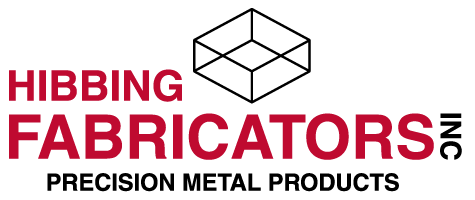 HIBBING
FABRICATORS INC
PRECISION METAL PRODUCTS